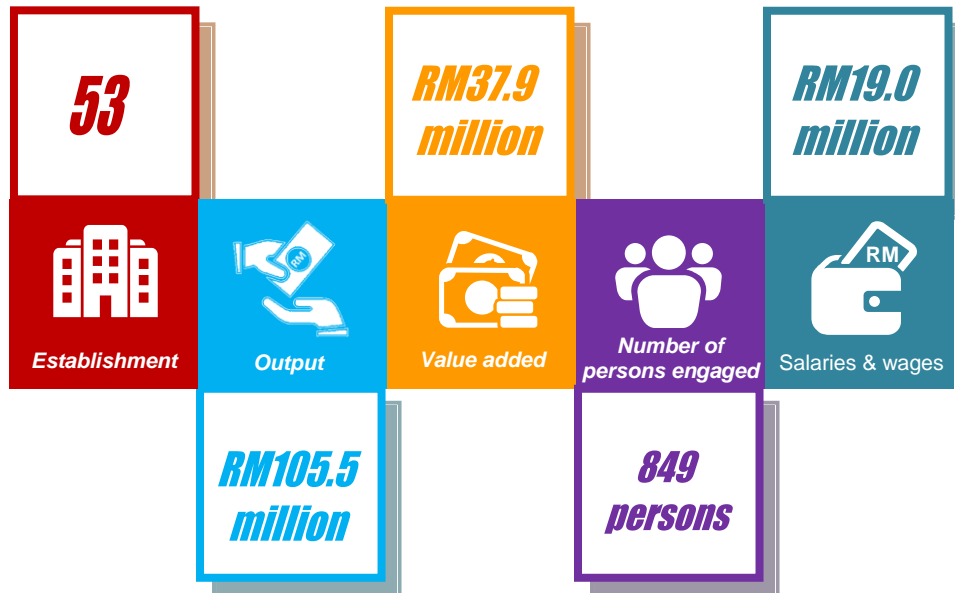 53
RM37.9
million
RM19.0
million
RM
RM
Establishment
Output
Value added
Number of
persons engaged
Salaries & wages
RM105.5
million
849
persons